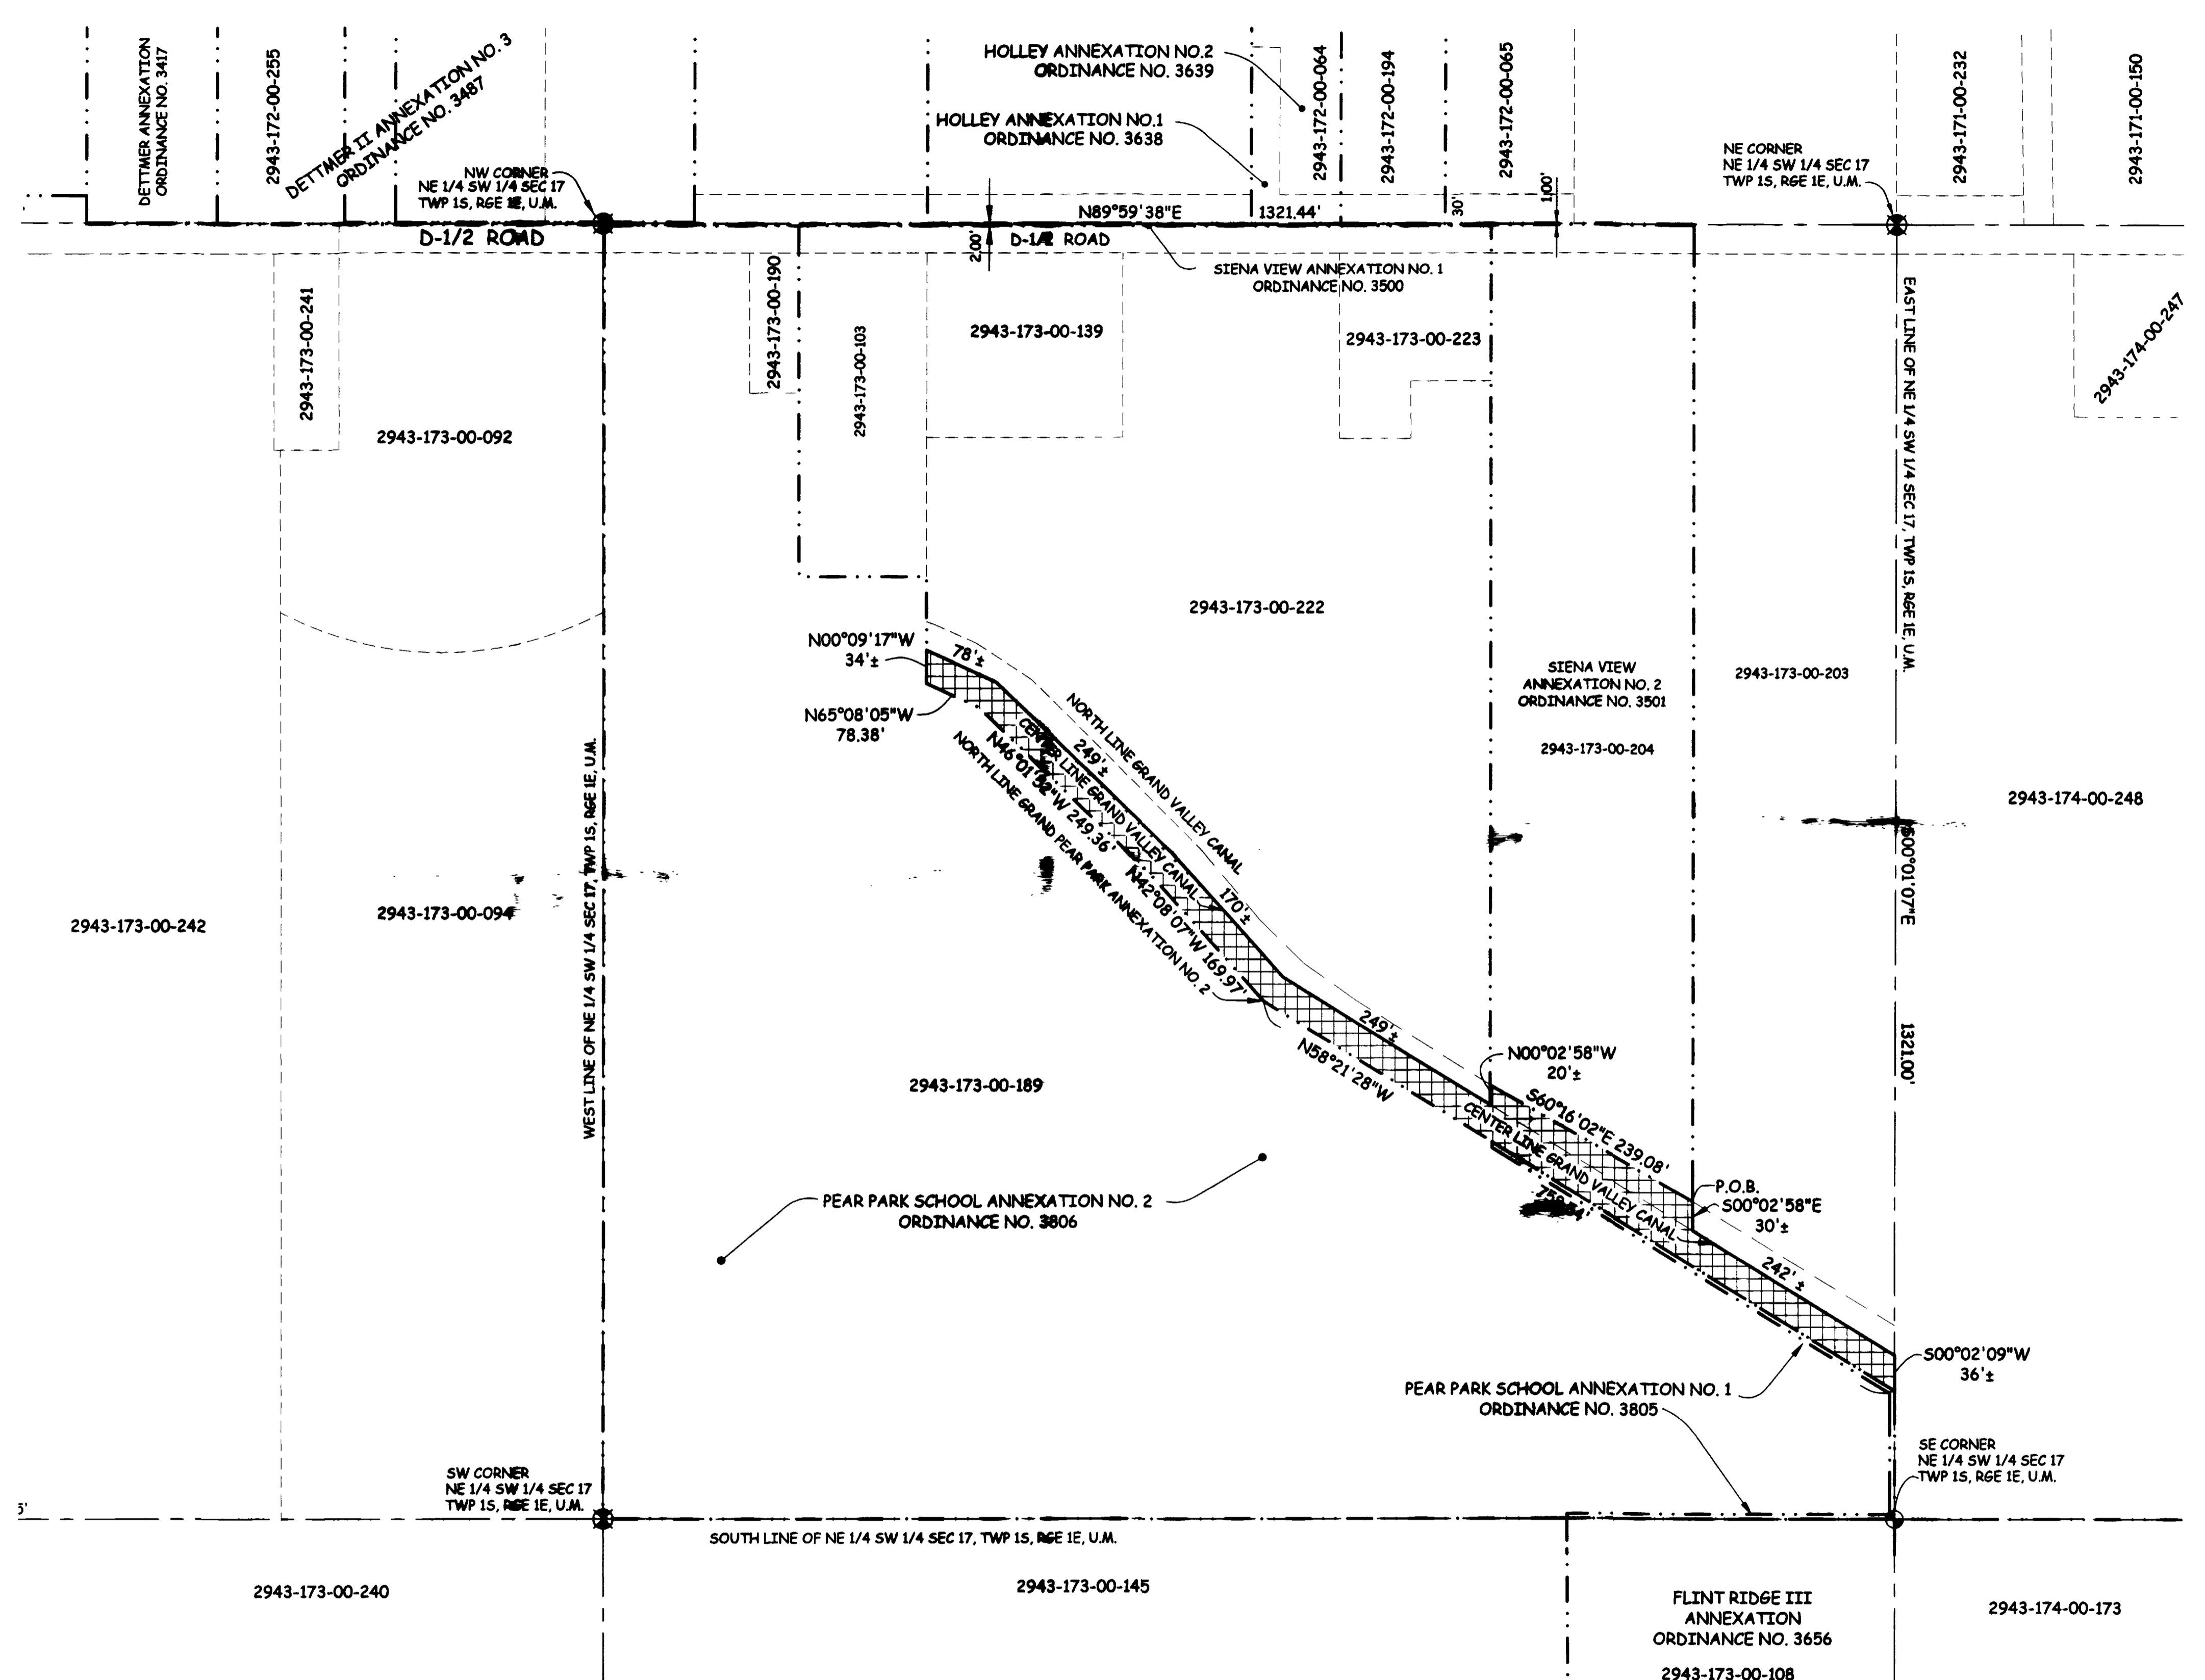 DETTMER ANNEXATION
ORDINANCE NO. 3417
2943-172-00-255
DETTMER II ANNEXATION NO. 3
ORDINANCE NO. 3487
HOLLEY ANNEXATION NO.2
ORDINANCE NO. 3639
HOLLEY ANNEXATION NO.1
ORDINANCE NO. 3638
2943-172-00-064
2943-172-00-194
2943-172-00-065
2943-171-00-232
2943-171-00-150
NW CORNER
NE 1/4 SW 1/4 SEC 17
TWP 1S, RGE 1E, U.M.
NE CORNER
NE 1/4 SW 1/4 SEC 17
TWP 1S, RGE 1E, U.M.
N89°59'38"E 1321.44'
30'
1.00'
2.00'
D-1/2 ROAD
D-1/2 ROAD
SIENA VIEW ANNEXATION NO. 1
ORDINANCE NO. 3500
2943-173-00-241
2943-173-00-190
2943-173-00-103
2943-173-00-139
2943-173-00-223
2943-174-00-247
EAST LINE OF NE 1/4 SW 1/4 SEC 17, TWP 1S, RGE 1E, U.M.
2943-173-00-092
2943-173-00-222
N00°09'17"W
34'±
78'±
N65°08'05"W
78.38'
NORTH LINE GRAND VALLEY CANAL
249'±
CENTER LINE GRAND VALLEY CANAL
N46°01'52"W 249.36'
NORTH LINE GRAND PEAR PARK ANNEXATION NO. 2
170'±
N42°08'07"W 169.97'
SIENA VIEW
ANNEXATION NO. 2
ORDINANCE NO. 3501
2943-173-00-204
2943-173-00-203
2943-174-00-248
S00°01'07"E
1321.00'
WEST LINE OF NE 1/4 SW 1/4 SEC 17, TWP 1S, RGE 1E, U.M.
2943-173-00-242
2943-173-00-094
2943-173-00-189
249'±
N58°21'28"W
N00°02'58"W
20'±
S60°16'02"E 239.08'
CENTER LINE GRAND VALLEY CANAL
P.O.B.
S00°02'58"E
30'±
242' ±
PEAR PARK SCHOOL ANNEXATION NO. 2
ORDINANCE NO. 3806
S00°02'09"W
36'±
PEAR PARK SCHOOL ANNEXATION NO. 1
ORDINANCE NO. 3805
SW CORNER
NE 1/4 SW 1/4 SEC 17
TWP 1S, RGE 1E, U.M.
SE CORNER
NE 1/4 SW 1/4 SEC 17
TWP 1S, RGE 1E, U.M.
5'
SOUTH LINE OF NE 1/4 SW 1/4 SEC 17, TWP 1S, RGE 1E, U.M.
2943-173-00-240
2943-173-00-145
FLINT RIDGE III
ANNEXATION
ORDINANCE NO. 3656
2943-173-00-108
2943-174-00-173